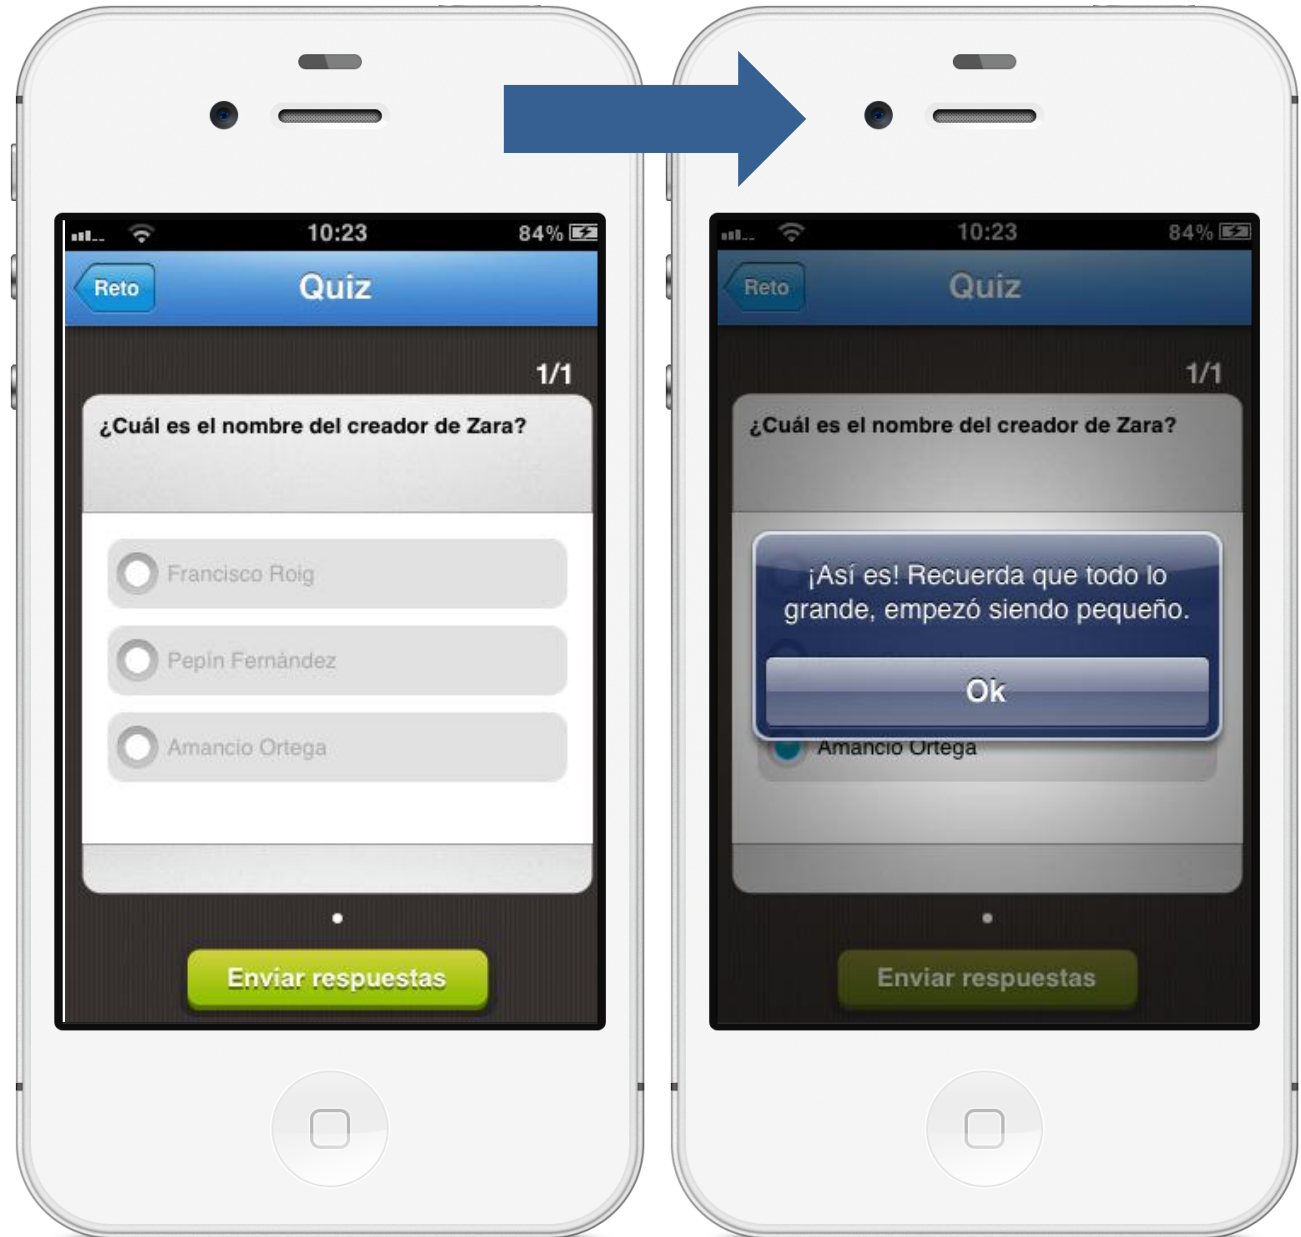 10:23
84%
Reto
Quiz
1/1
¿Cuál es el nombre del creador de Zara?
Francisco Roig
Pepín Fernández
Amancio Ortega
Enviar respuestas
10:23
84%
Reto
Quiz
1/1
¿Cuál es el nombre del creador de Zara?
¡Así es! Recuerda que todo lo
grande, empezó siendo pequeño.
Ok
Amancio Ortega
Enviar respuestas